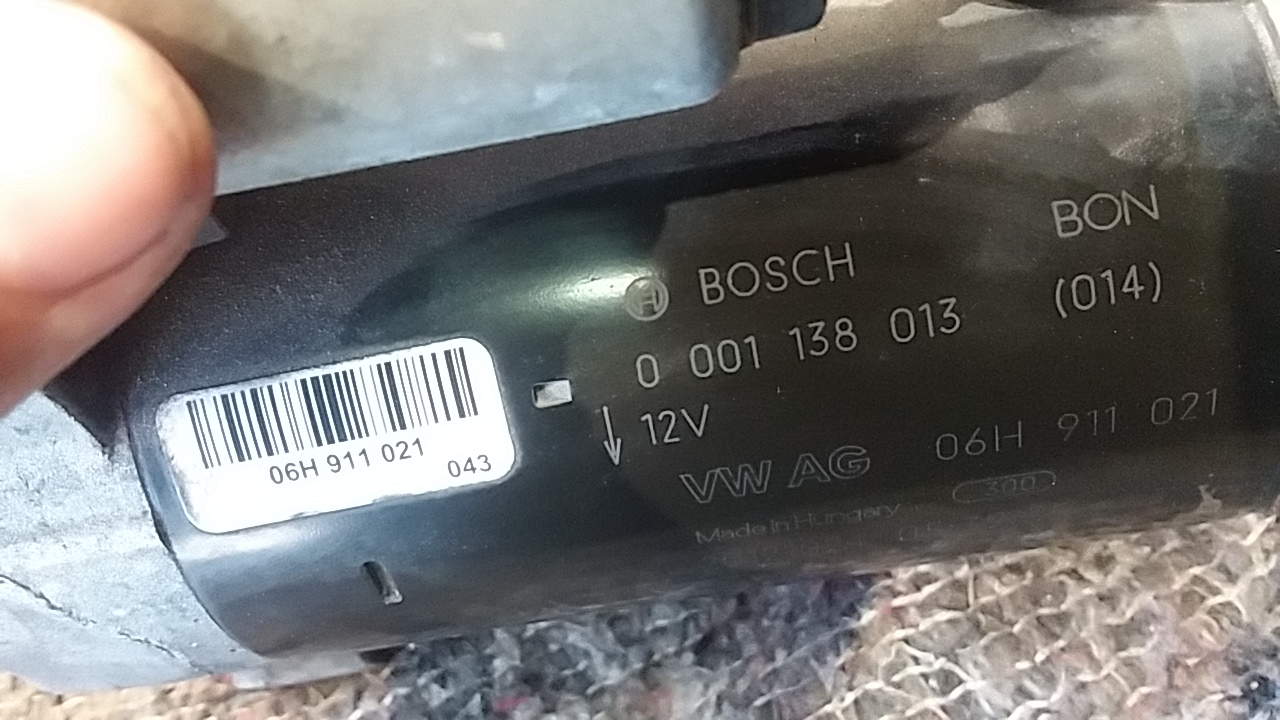 06H 911 021
043
BOSCH
0 001 138 013
12V
BON
(014)
VW AG
06H 911 021
300
Made in Hungary